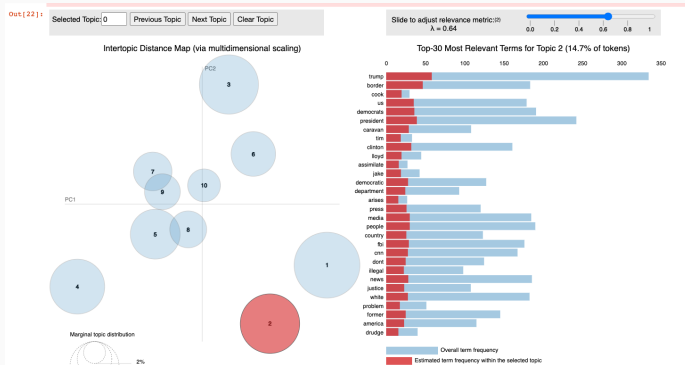 Out[22]:
Selected Topic: 0 Previous Topic Next Topic Clear Topic
Slide to adjust relevance metric:(2)
λ = 0.64
0.0 0.2 0.4 0.6 0.8 1
Intertopic Distance Map (via multidimensional scaling)
PC2
PC1
3
6
7
9
10
5
8
1
4
2
Marginal topic distribution
2%
Top-30 Most Relevant Terms for Topic 2 (14.7% of tokens)
0 50 100 150 200 250 300 350
trump
border
cook
us
democrats
president
caravan
tim
clinton
lloyd
assimilate
jake
democratic
department
arises
press
media
people
country
fbi
cnn
dont
illegal
news
justice
white
problem
former
america
drudge
Overall term frequency
Estimated term frequency within the selected topic